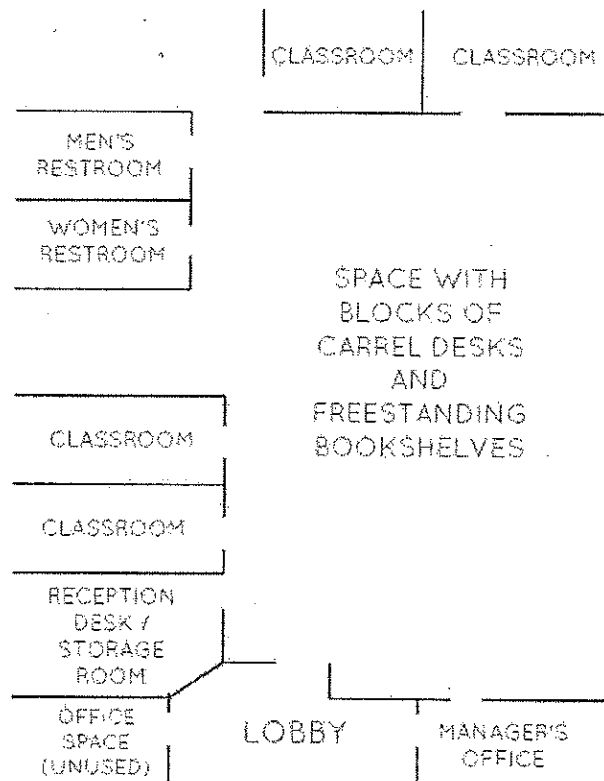 CLASSROOM
CLASSROOM
MEN'S
RESTROOM
WOMEN'S
RESTROOM
SPACE WITH
BLOCKS OF
CARREL DESKS
AND
FREESTANDING
BOOKSHELVES
CLASSROOM
CLASSROOM
RECEPTION
DESK /
STORAGE
ROOM
OFFICE
SPACE
(UNUSED)
LOBBY
MANAGER'S
OFFICE